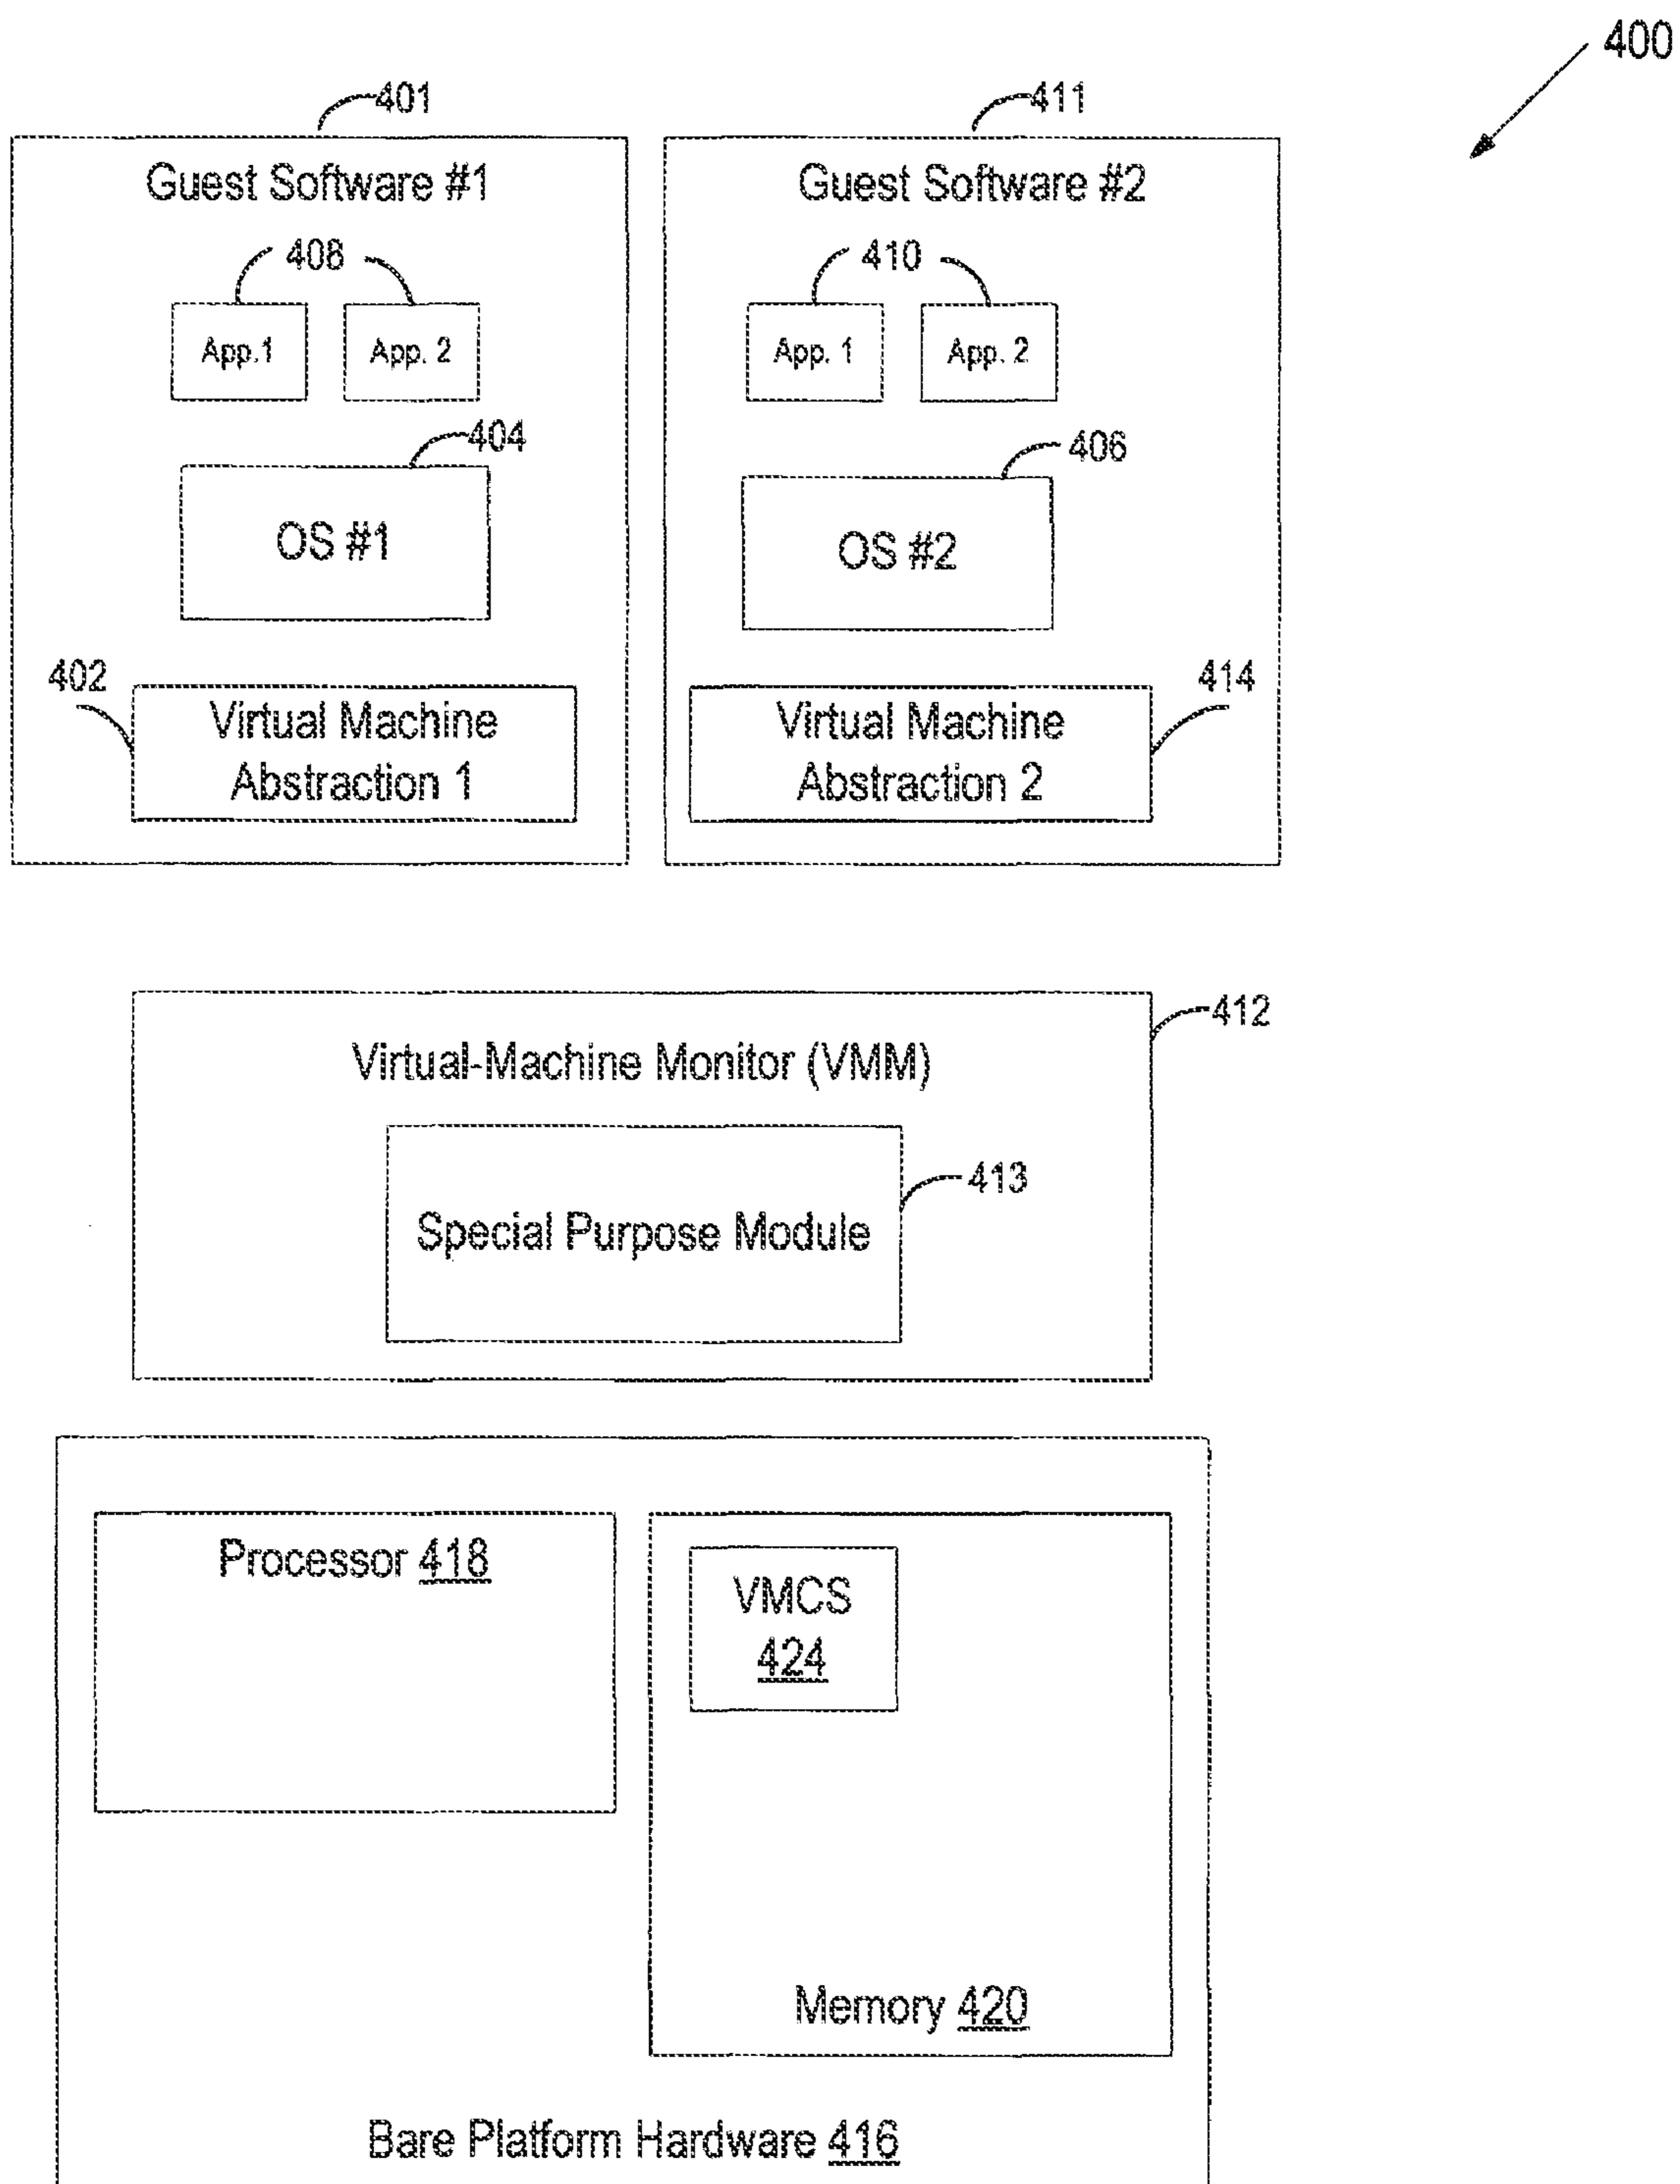 400
401
411
Guest Software #1
Guest Software #2
408
410
App.1
App. 2
App. 1
App. 2
404
406
OS #1
OS #2
402
414
Virtual Machine
Abstraction 1
Virtual Machine
Abstraction 2
412
Virtual-Machine Monitor (VMM)
413
Special Purpose Module
Processor 418
VMCS
424
Memory 420
Bare Platform Hardware 416